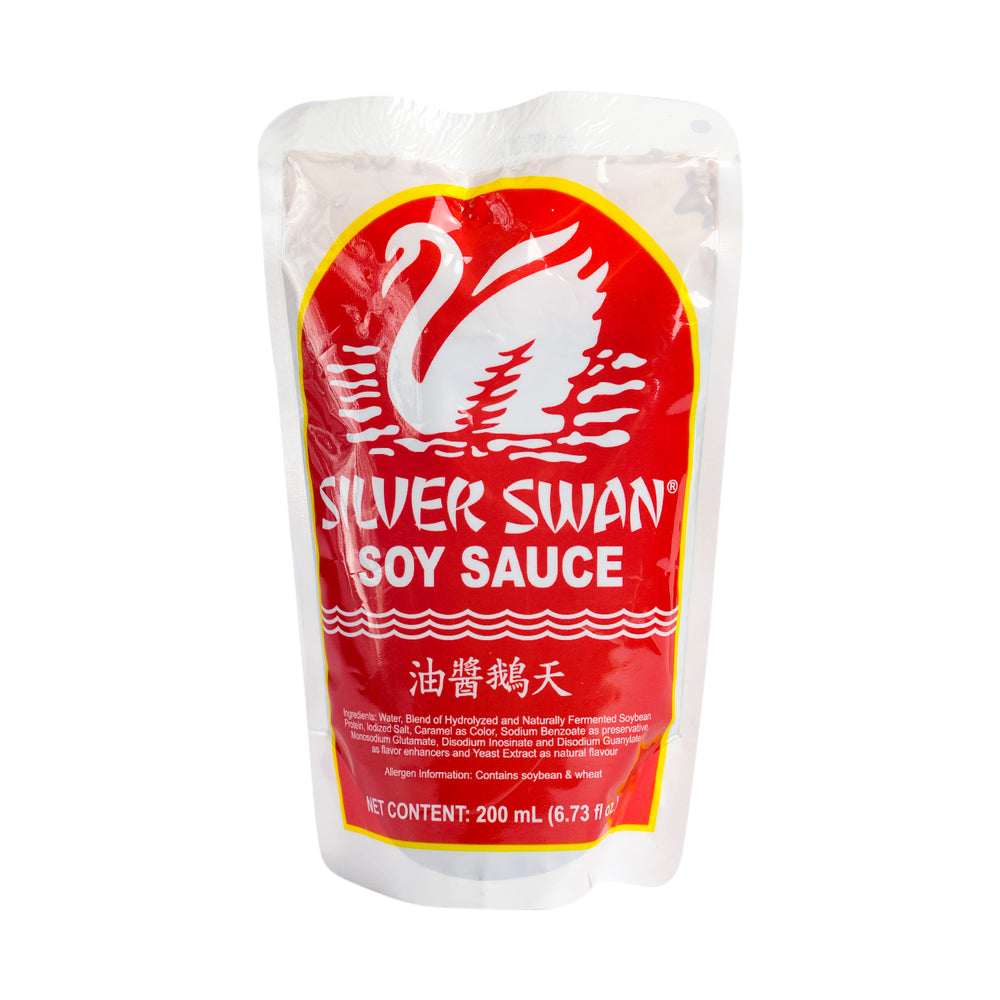 SILVER SWAN®
SOY SAUCE
油醬鵝天
Ingredients: Water, Blend of Hydrolyzed and Naturally Fermented Soybean
Protein, Iodized Salt, Caramel as Color, Sodium Benzoate as preservative,
Monosodium Glutamate, Disodium Inosinate and Disodium Guanylate
as flavor enhancers and Yeast Extract as natural flavour
Allergen Information: Contains soybean & wheat
NET CONTENT: 200 mL (6.73 fl oz.)